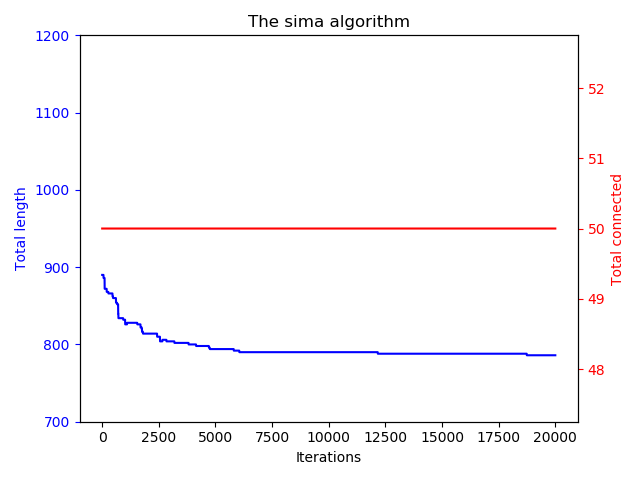 The sima algorithm
1200
1100
1000
900
800
700
Total length
52
51
50
49
48
Total connected
0 2500 5000 7500 10000 12500 15000 17500 20000
Iterations